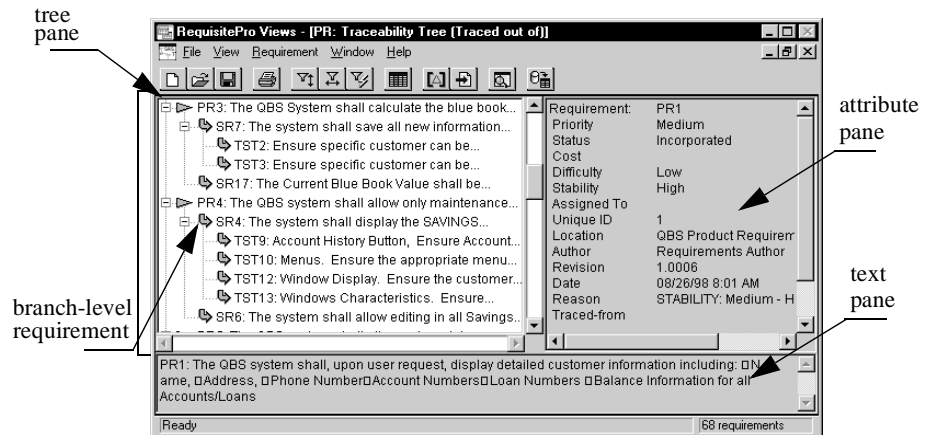 tree
pane
RequisitePro Views - [PR: Traceability Tree (Traced out of)]
File View Requirement Window Help
PR3: The QBS System shall calculate the blue book...
SR7: The system shall save all new information...
TST2: Ensure specific customer can be...
TST3: Ensure specific customer can be...
SR17: The Current Blue Book Value shall be...
PR4: The QBS system shall allow only maintenance...
SR4: The system shall display the SAVINGS...
TST9: Account History Button, Ensure Account...
TST10: Menus. Ensure the appropriate menu...
TST12: Window Display. Ensure the customer...
TST13: Windows Characteristics. Ensure...
SR6: The system shall allow editing in all Savings..
branch-level
requirement
Requirement: PR1
Priority Medium
Status Incorporated
Cost
Difficulty Low
Stability High
Assigned To
Unique ID 1
Location QBS Product Requirem
Author Requirements Author
Revision 1.0006
Date 08/26/98 8:01 AM
Reason STABILITY: Medium - H
Traced-from
attribute
pane
text
pane
PR1: The QBS system shall, upon user request, display detailed customer information including: □N
ame, □Address, □Phone Number□Account Numbers□Loan Numbers □Balance Information for all
Accounts/Loans
Ready
68 requirements